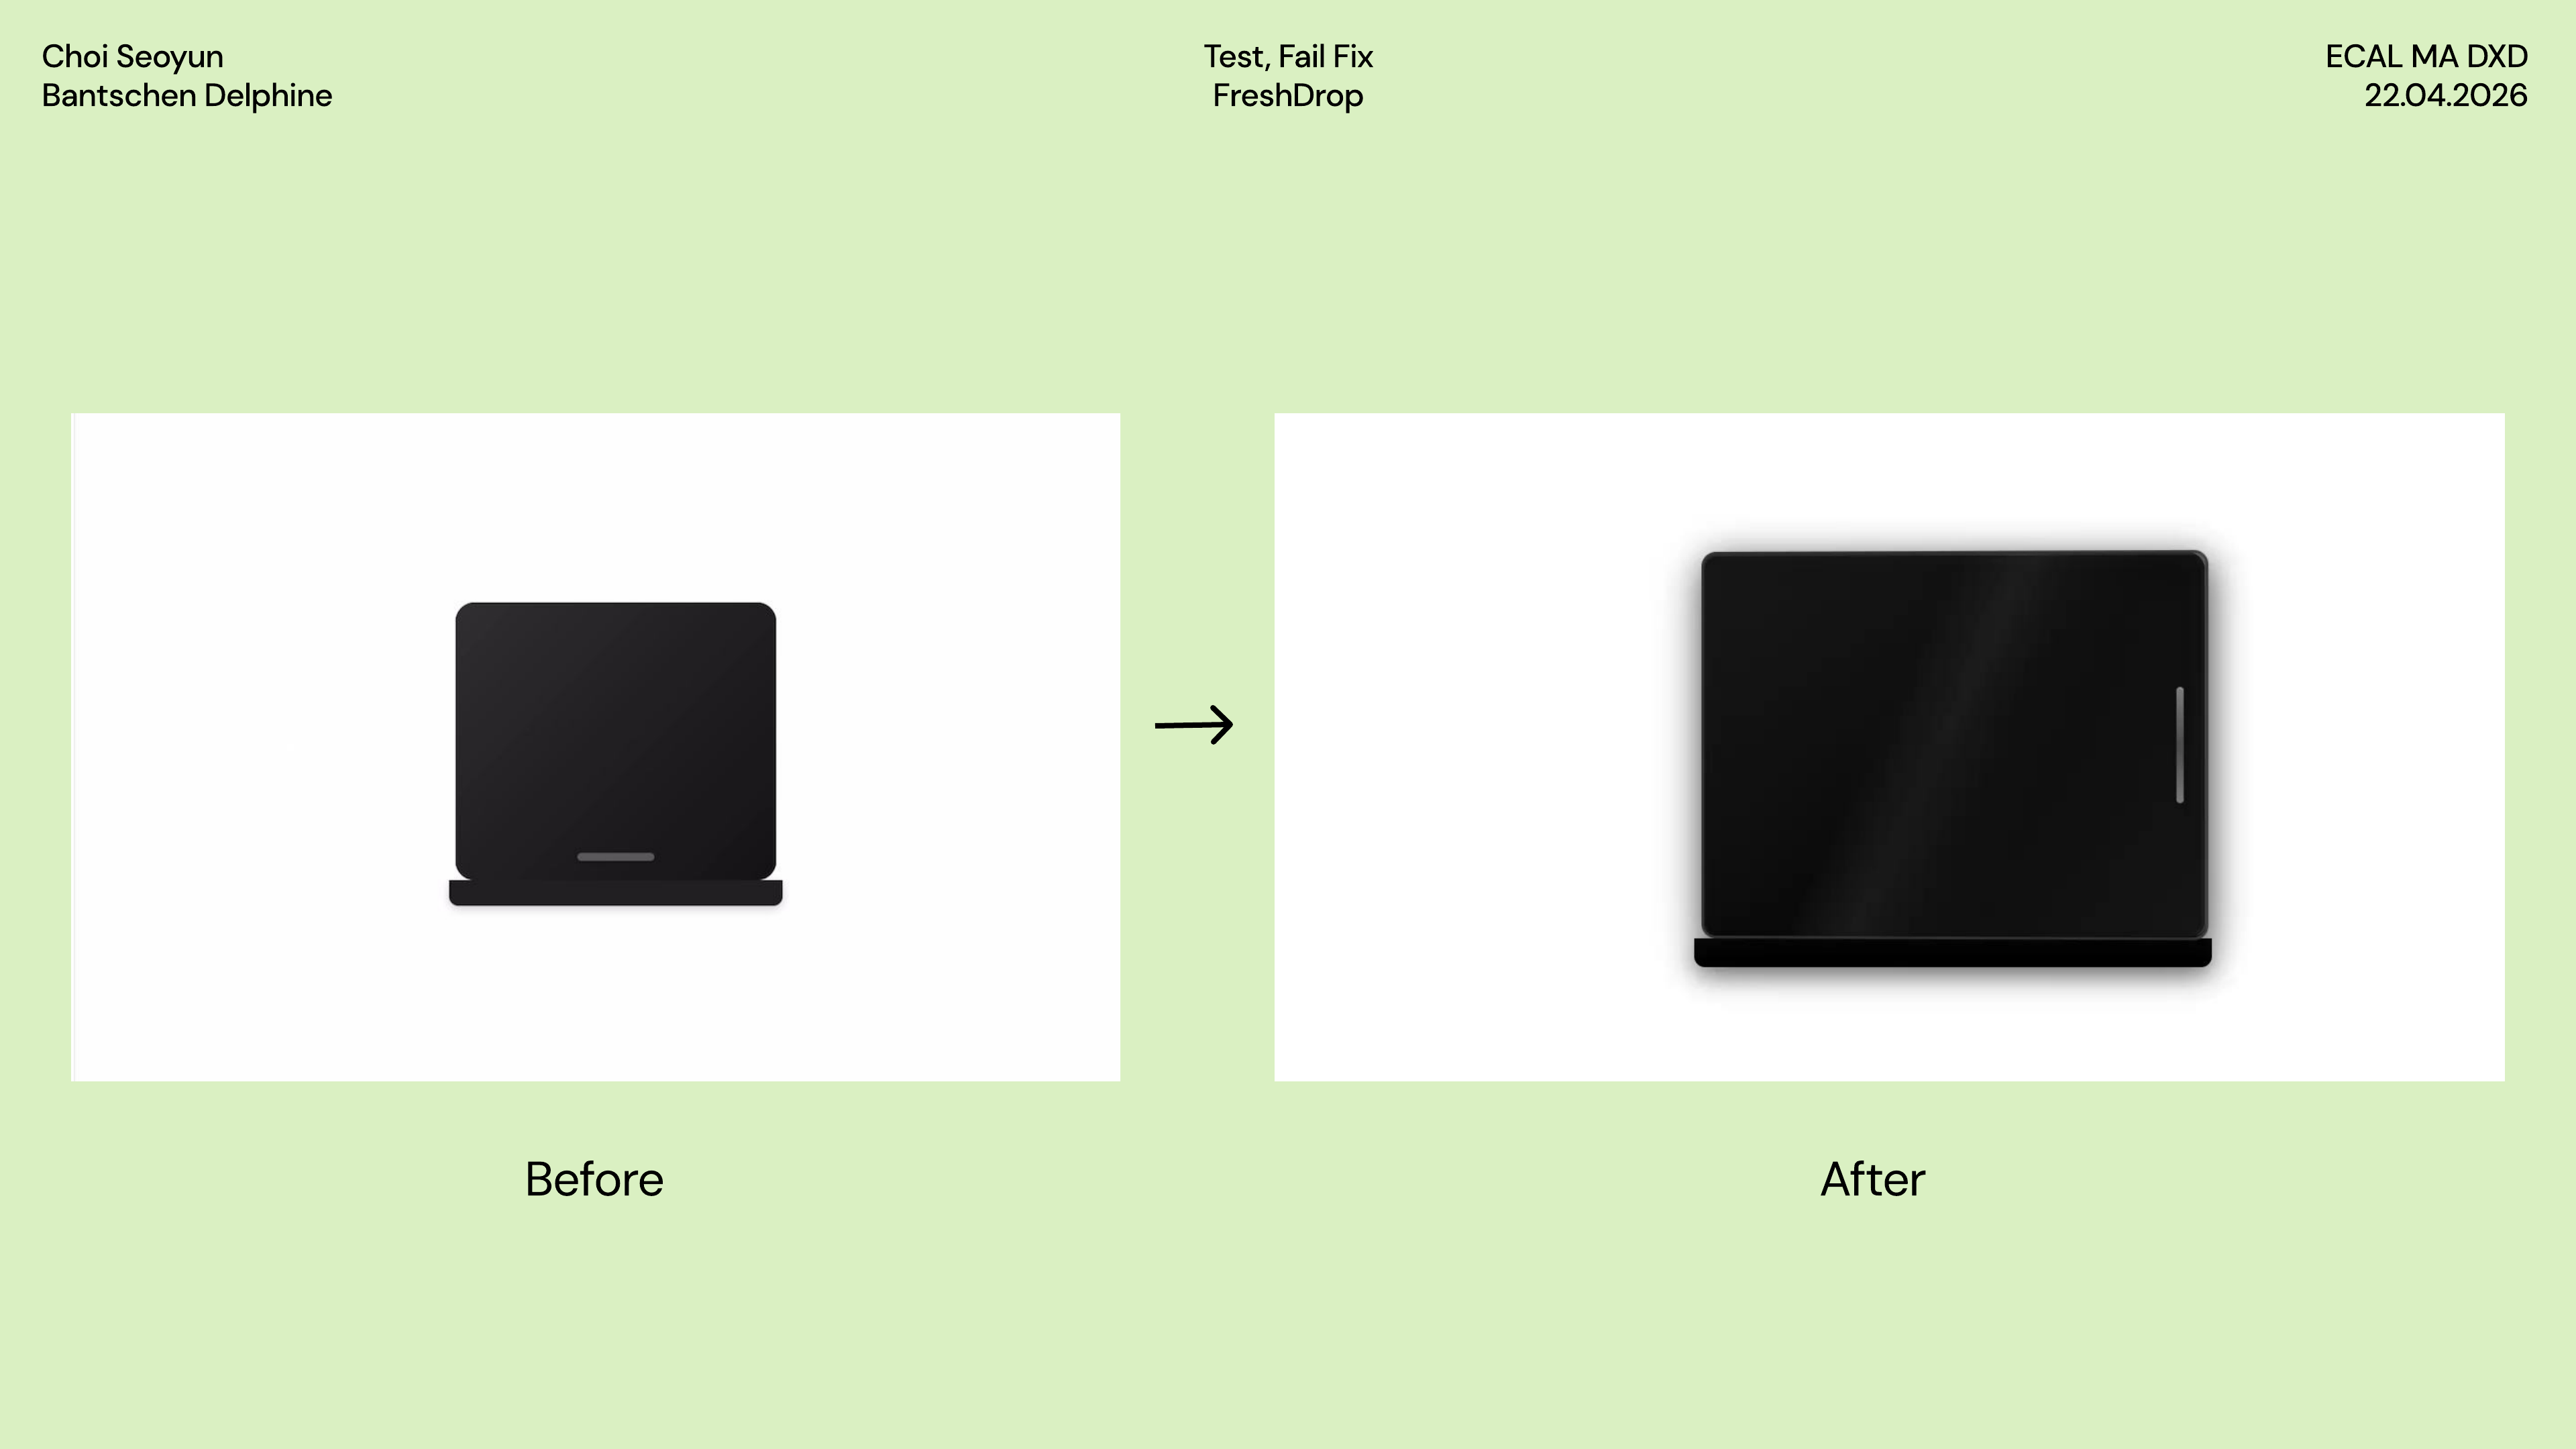 Choi Seoyun
Bantschen Delphine
Test, Fail Fix
FreshDrop
ECAL MA DXD
22.04.2026
Before
After